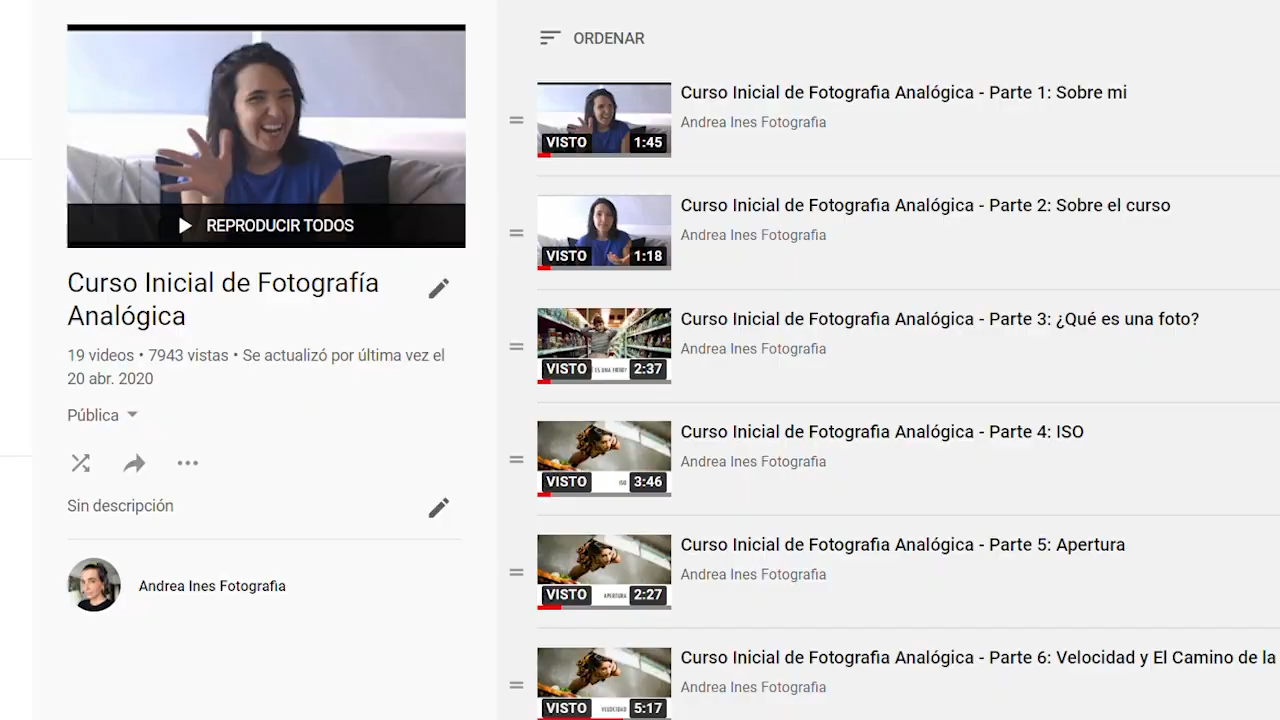 REPRODUCIR TODOS
Curso Inicial de Fotografía
Analógica
19 videos • 7943 vistas • Se actualizó por última vez el
20 abr. 2020
Pública
Sin descripción
Andrea Ines Fotografia
ORDENAR
VISTO 1:45
Curso Inicial de Fotografia Analógica - Parte 1: Sobre mi
Andrea Ines Fotografia
VISTO 1:18
Curso Inicial de Fotografia Analógica - Parte 2: Sobre el curso
Andrea Ines Fotografia
VISTO ES UNA FOTO? 2:37
Curso Inicial de Fotografia Analógica - Parte 3: ¿Qué es una foto?
Andrea Ines Fotografia
VISTO ISO 3:46
Curso Inicial de Fotografia Analógica - Parte 4: ISO
Andrea Ines Fotografia
VISTO APERTURA 2:27
Curso Inicial de Fotografia Analógica - Parte 5: Apertura
Andrea Ines Fotografia
VISTO VELOCIDAD 5:17
Curso Inicial de Fotografia Analógica - Parte 6: Velocidad y El Camino de la
Andrea Ines Fotografia